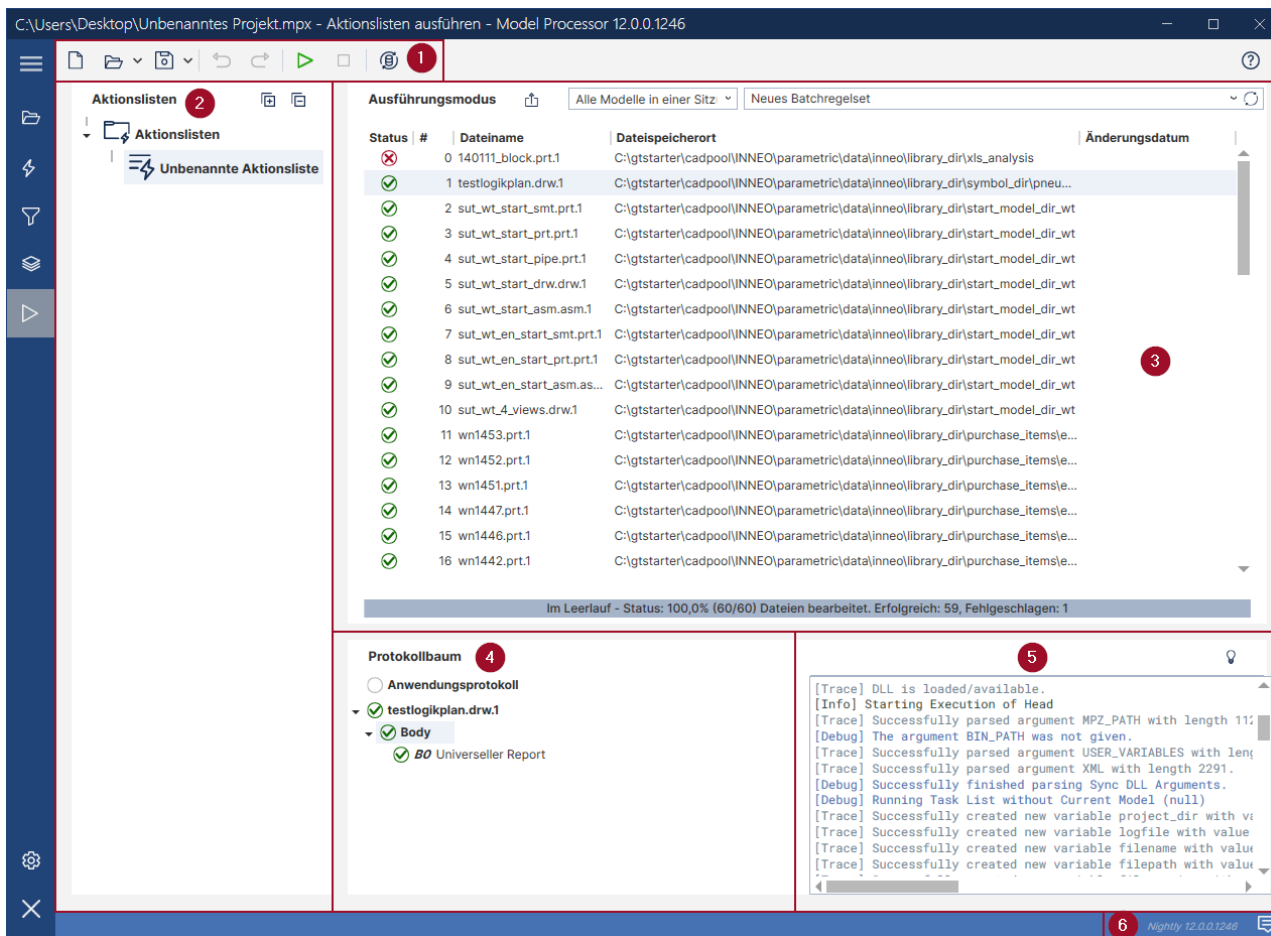 C:\Users\Desktop\Unbenanntes Projekt.mpx - Aktionslisten ausführen - Model Processor 12.0.0.1246
1
Aktionslisten 2
Aktionslisten
Unbenannte Aktionsliste
Ausführungsmodus Alle Modelle in einer Sitz Neues Batchregelset
Status # Dateiname Dateispeicherort Änderungsdatum
0 140111_block.prt.1 C:\gtstarter\cadpool\INNEO\parametric\data\inneo\library_dir\xls_analysis
1 testlogikplan.drw.1 C:\gtstarter\cadpool\INNEO\parametric\data\inneo\library_dir\symbol_dir\pneu...
2 sut_wt_start_smt.prt.1 C:\gtstarter\cadpool\INNEO\parametric\data\inneo\library_dir\start_model_dir_wt
3 sut_wt_start_prt.prt.1 C:\gtstarter\cadpool\INNEO\parametric\data\inneo\library_dir\start_model_dir_wt
4 sut_wt_start_pipe.prt.1 C:\gtstarter\cadpool\INNEO\parametric\data\inneo\library_dir\start_model_dir_wt
5 sut_wt_start_drw.drw.1 C:\gtstarter\cadpool\INNEO\parametric\data\inneo\library_dir\start_model_dir_wt
6 sut_wt_start_asm.asm.1 C:\gtstarter\cadpool\INNEO\parametric\data\inneo\library_dir\start_model_dir_wt
7 sut_wt_en_start_smt.prt.1 C:\gtstarter\cadpool\INNEO\parametric\data\inneo\library_dir\start_model_dir_wt
8 sut_wt_en_start_prt.prt.1 C:\gtstarter\cadpool\INNEO\parametric\data\inneo\library_dir\start_model_dir_wt
9 sut_wt_en_start_asm.as... C:\gtstarter\cadpool\INNEO\parametric\data\inneo\library_dir\start_model_dir_wt
10 sut_wt_4_views.drw.1 C:\gtstarter\cadpool\INNEO\parametric\data\inneo\library_dir\start_model_dir_wt
11 wn1453.prt.1 C:\gtstarter\cadpool\INNEO\parametric\data\inneo\library_dir\purchase_items\e...
12 wn1452.prt.1 C:\gtstarter\cadpool\INNEO\parametric\data\inneo\library_dir\purchase_items\e...
13 wn1451.prt.1 C:\gtstarter\cadpool\INNEO\parametric\data\inneo\library_dir\purchase_items\e...
14 wn1447.prt.1 C:\gtstarter\cadpool\INNEO\parametric\data\inneo\library_dir\purchase_items\e...
15 wn1446.prt.1 C:\gtstarter\cadpool\INNEO\parametric\data\inneo\library_dir\purchase_items\e...
16 wn1442.prt.1 C:\gtstarter\cadpool\INNEO\parametric\data\inneo\library_dir\purchase_items\e...
3
Im Leerlauf - Status: 100,0% (60/60) Dateien bearbeitet. Erfolgreich: 59, Fehlgeschlagen: 1
Protokollbaum 4
Anwendungsprotokoll
testlogikplan.drw.1
Body
BO Universeller Report
5
[Trace] DLL is loaded/available.
[Info] Starting Execution of Head
[Trace] Successfully parsed argument MPZ_PATH with length 112
[Debug] The argument BIN_PATH was not given.
[Trace] Successfully parsed argument USER_VARIABLES with leng
[Trace] Successfully parsed argument XML with length 2291.
[Debug] Successfully finished parsing Sync DLL Arguments.
[Debug] Running Task List without Current Model (null)
[Trace] Successfully created new variable project_dir with va
[Trace] Successfully created new variable logfile with value
[Trace] Successfully created new variable filename with value
[Trace] Successfully created new variable filepath with value
6 Nightly 12.0.0.1246